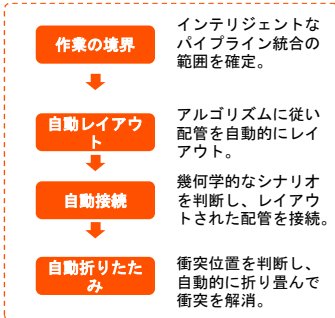 作業の境界
インテリジェントな
パイプライン統合の
範囲を確定。
自動レイアウ
ト
アルゴリズムに従い
配管を自動的にレイ
アウト。
自動接続
幾何学的なシナリオ
を判断し、レイアウ
トされた配管を接続。
自動折りたた
み
衝突位置を判断し、
自動的に折り畳んで
衝突を解消。